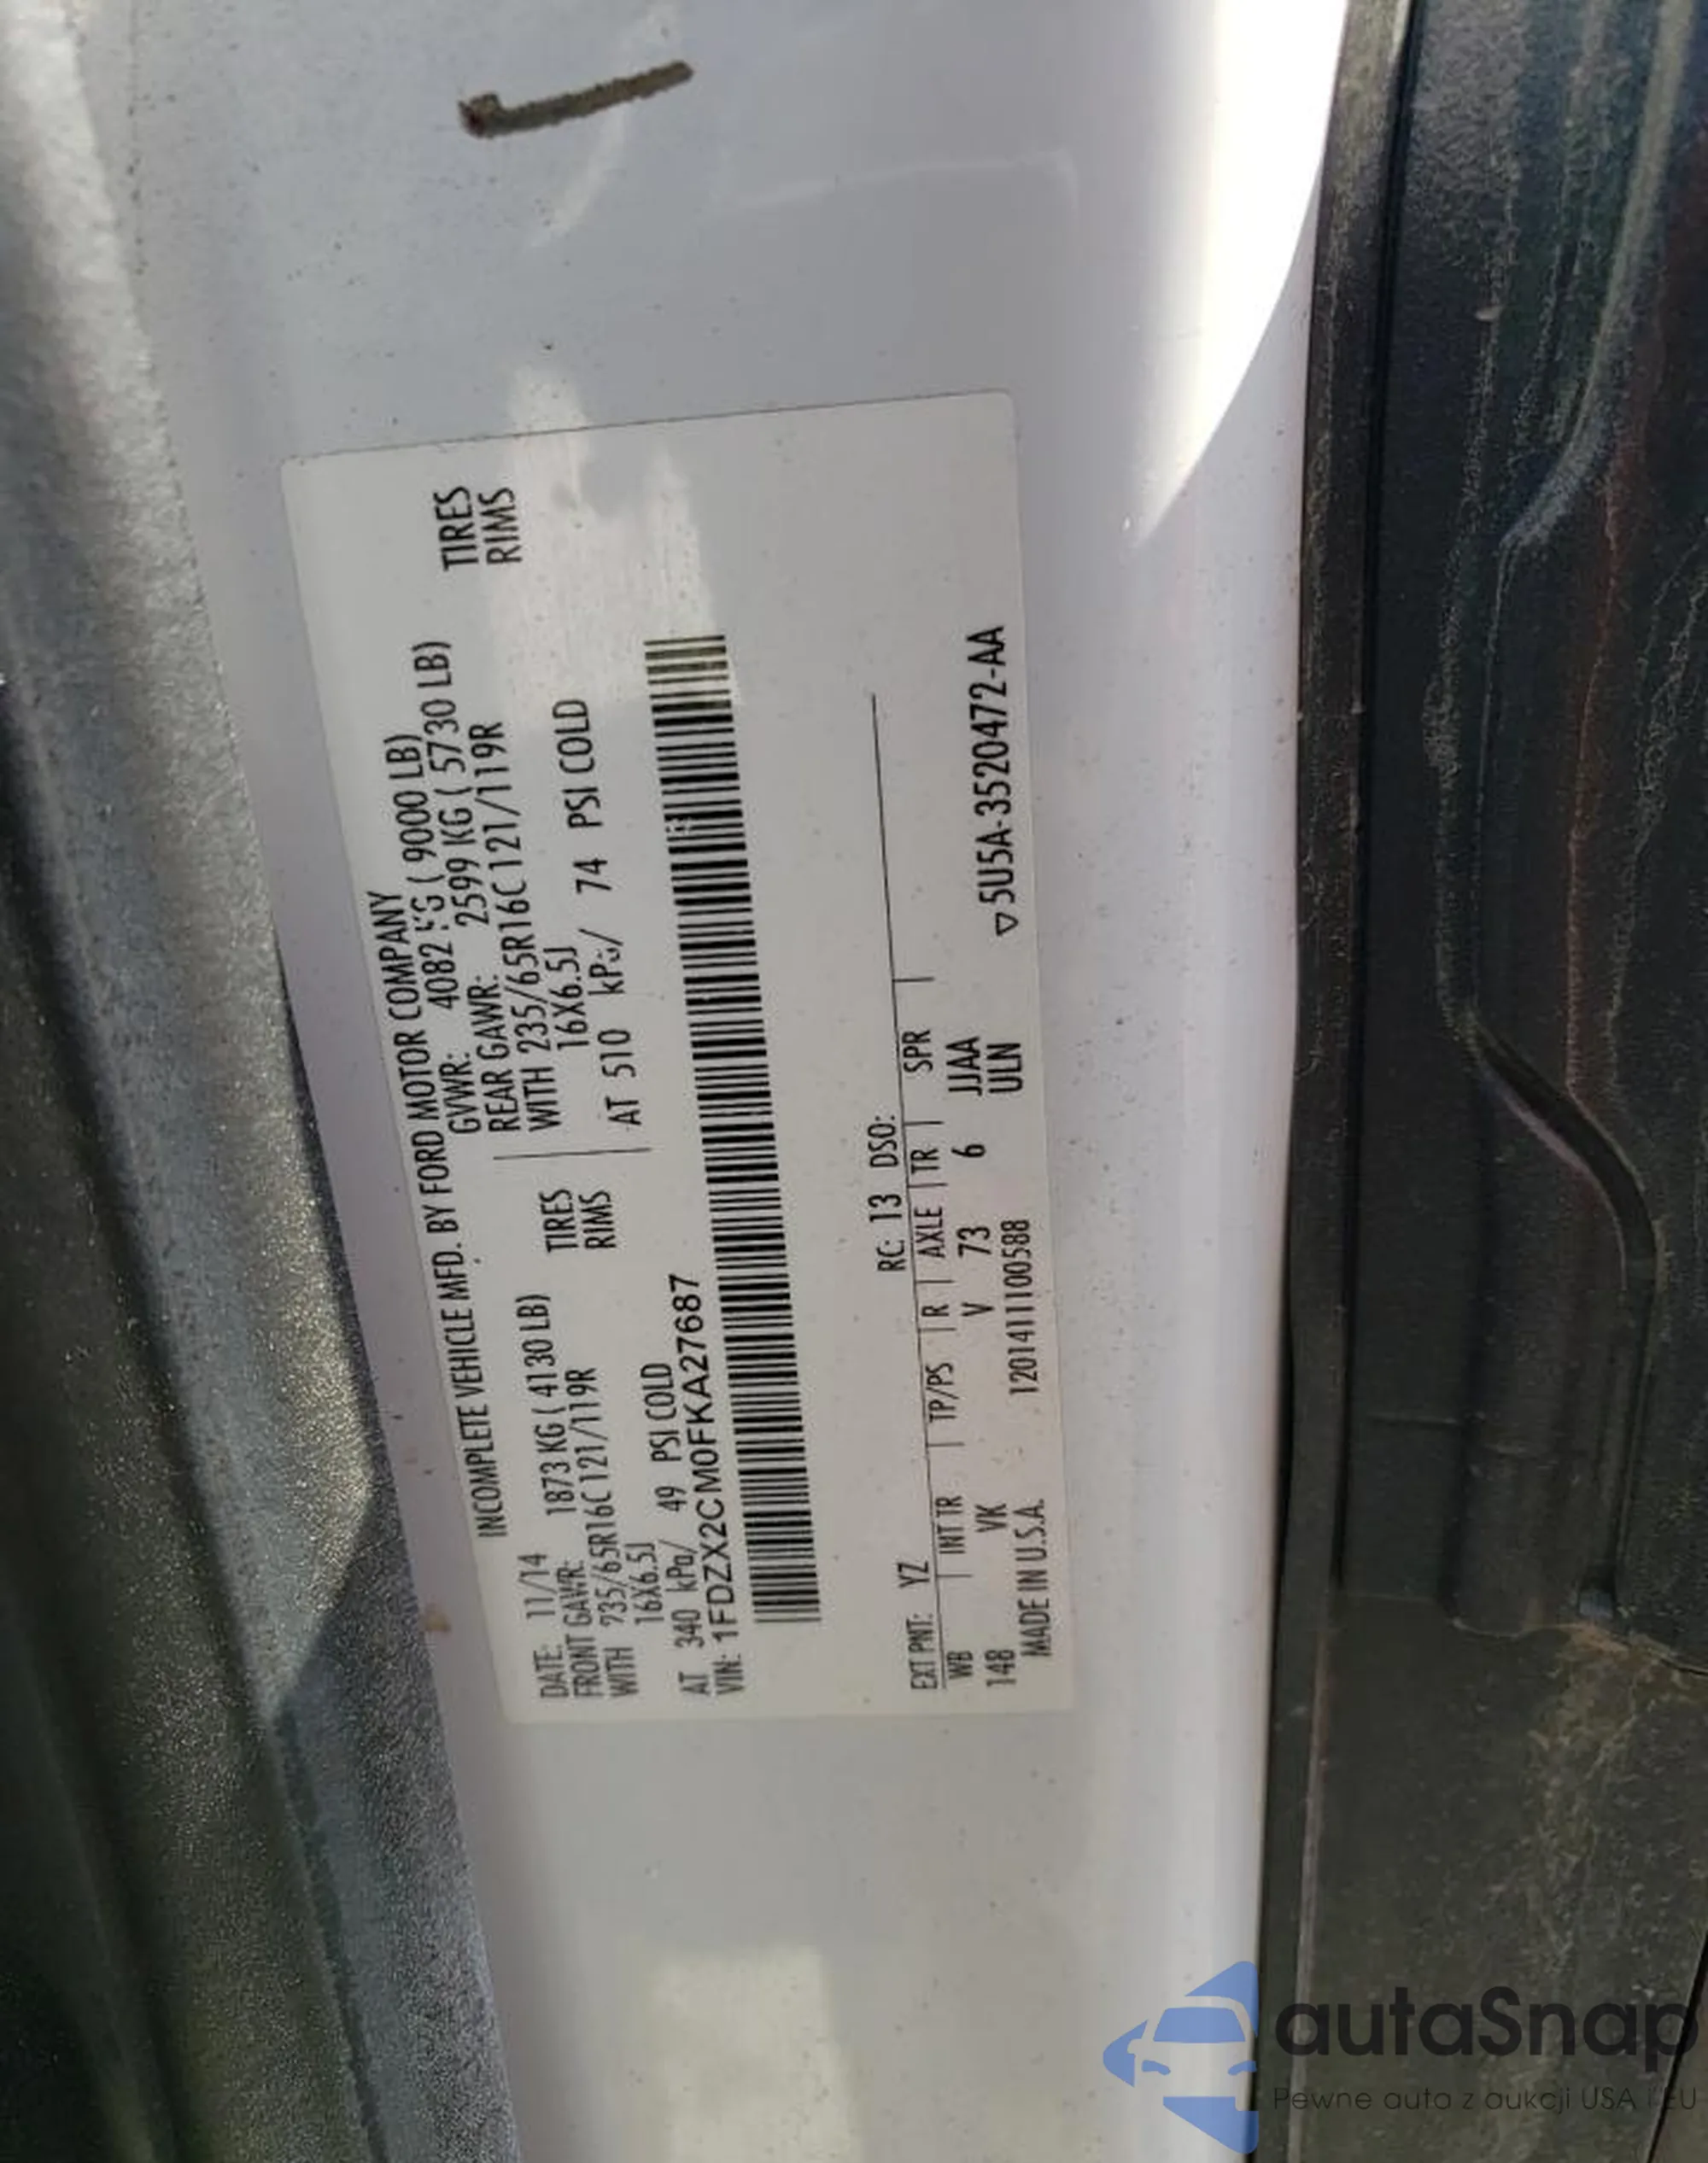 INCOMPLETE VEHICLE MFD. BY FORD MOTOR COMPANY
DATE: 11/14 GVWR: 4082 KG ( 9000 LB)
FRONT GAWR: 1873 KG ( 4130 LB) REAR GAWR: 2599 KG ( 5730 LB)
WITH 235/65R16C 121/119R TIRES WITH 235/65R16C 121/119R TIRES
16X6.5J RIMS 16X6.5J RIMS
AT 340 kPa/ 49 PSI COLD AT 510 kPa/ 74 PSI COLD
VIN: 1FDZX2CM0FKA27687
EXT PNT: YZ RC: 13 DSO:
WB INT TR TP/PS R AXLE TR SPR
148 VK V 73 6 JJAA
ULN
MADE IN U.S.A. 1201411100588 ▽5U5A-3520472-AA
autaSnap
Pewne auta z aukcji USA i EU